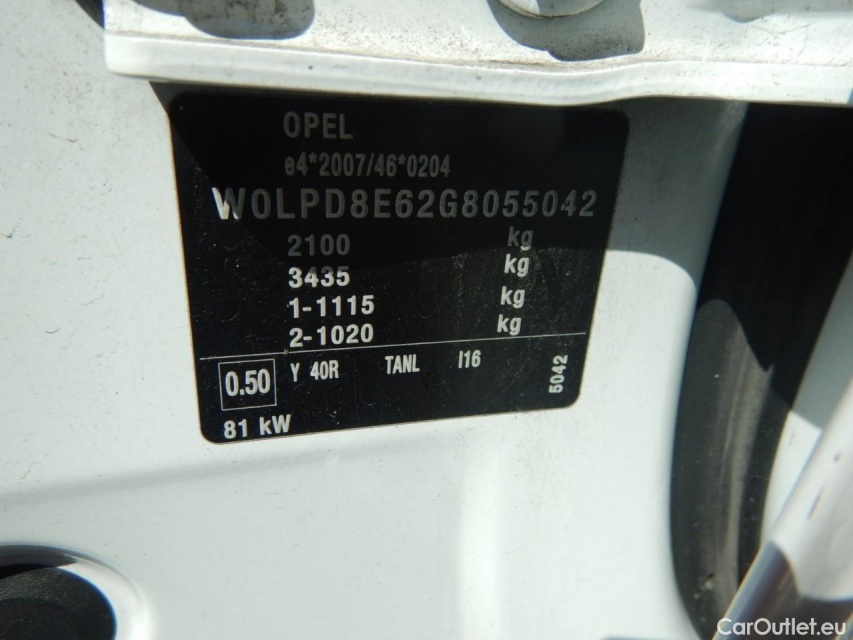 OPEL
e4*2007/46*0204
W0LPD8E62G8055042
2100 kg
3435 kg
1-1115 kg
2-1020 kg
0.50 Y 40R TANL I16 5042
81 kW
CarOutlet.eu